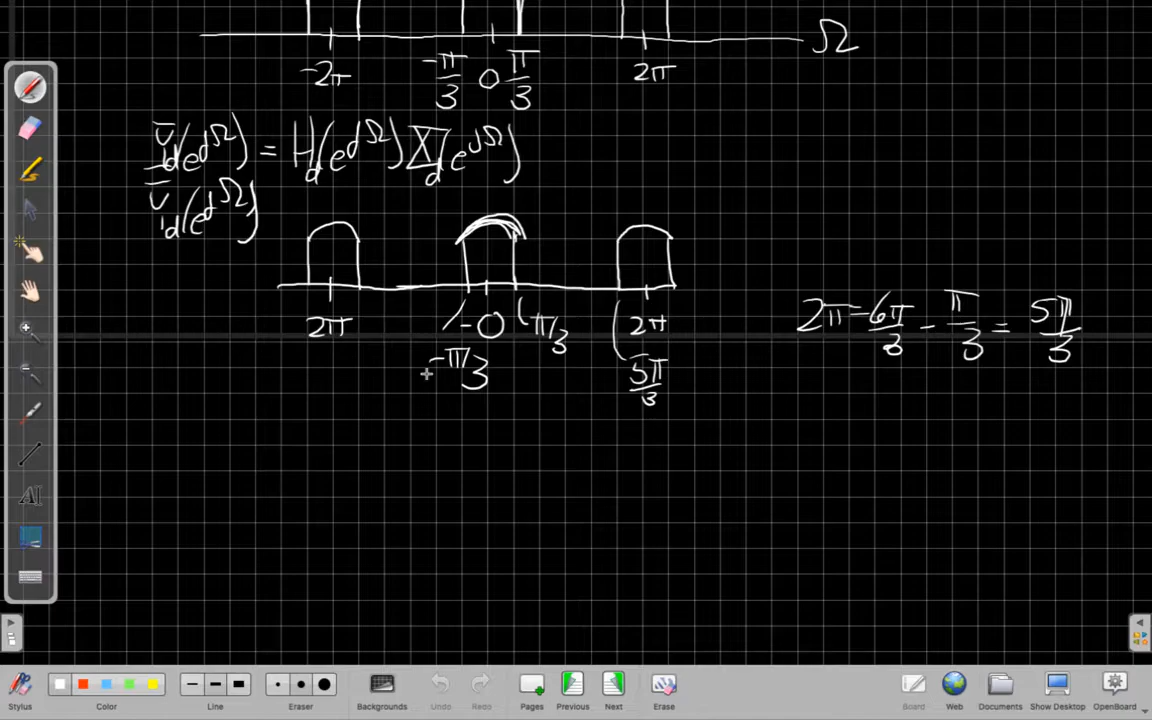 Ω
-2π -π/3 0 π/3 2π
Y_d(e^{jΩ}) = H_d(e^{jΩ}) X_d(e^{jΩ})
Y_d(e^{jΩ})
2π -π/3 0 π/3 2π 5π/3
2π = 6π/3 - π/3 = 5π/3
AI
Stylus Color Line Eraser Backgrounds Undo Redo Pages Previous Next Erase Board Web Documents Show Desktop OpenBoard